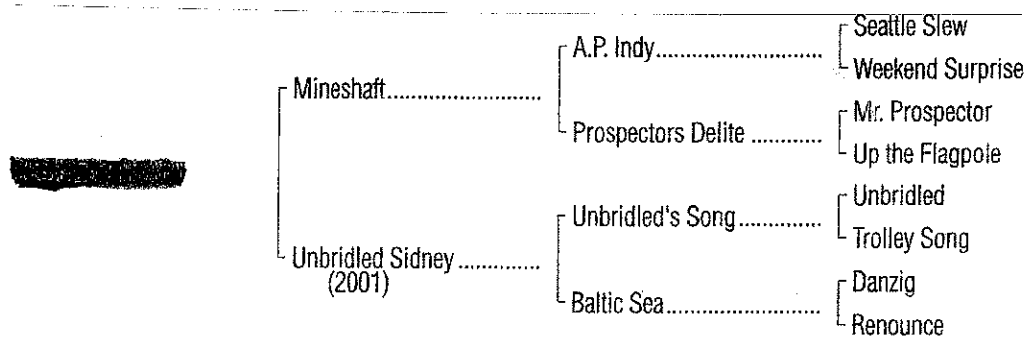 Seattle Slew
A.P. Indy
Weekend Surprise
Mineshaft
Mr. Prospector
Prospectors Delite
Up the Flagpole
Unbridled
Unbridled's Song
Trolley Song
Unbridled Sidney
(2001)
Danzig
Baltic Sea
Renounce